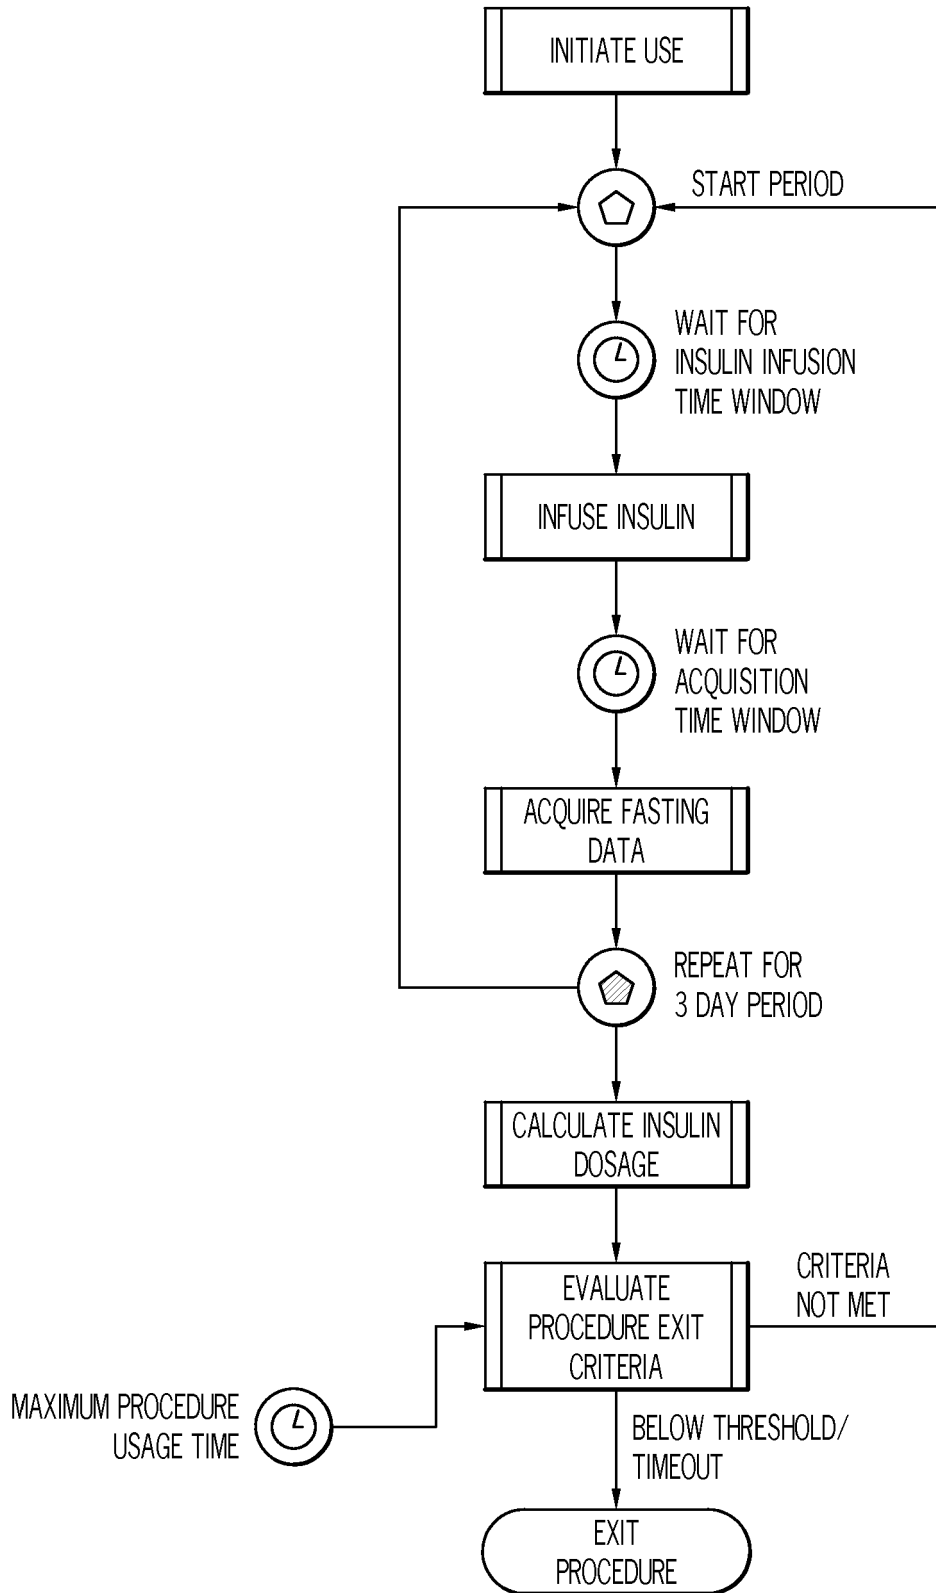 INITIATE USE
START PERIOD
WAIT FOR
INSULIN INFUSION
TIME WINDOW
INFUSE INSULIN
WAIT FOR
ACQUISITION
TIME WINDOW
ACQUIRE FASTING
DATA
REPEAT FOR
3 DAY PERIOD
CALCULATE INSULIN
DOSAGE
EVALUATE
PROCEDURE EXIT
CRITERIA
CRITERIA
NOT MET
MAXIMUM PROCEDURE
USAGE TIME
BELOW THRESHOLD/
TIMEOUT
EXIT
PROCEDURE